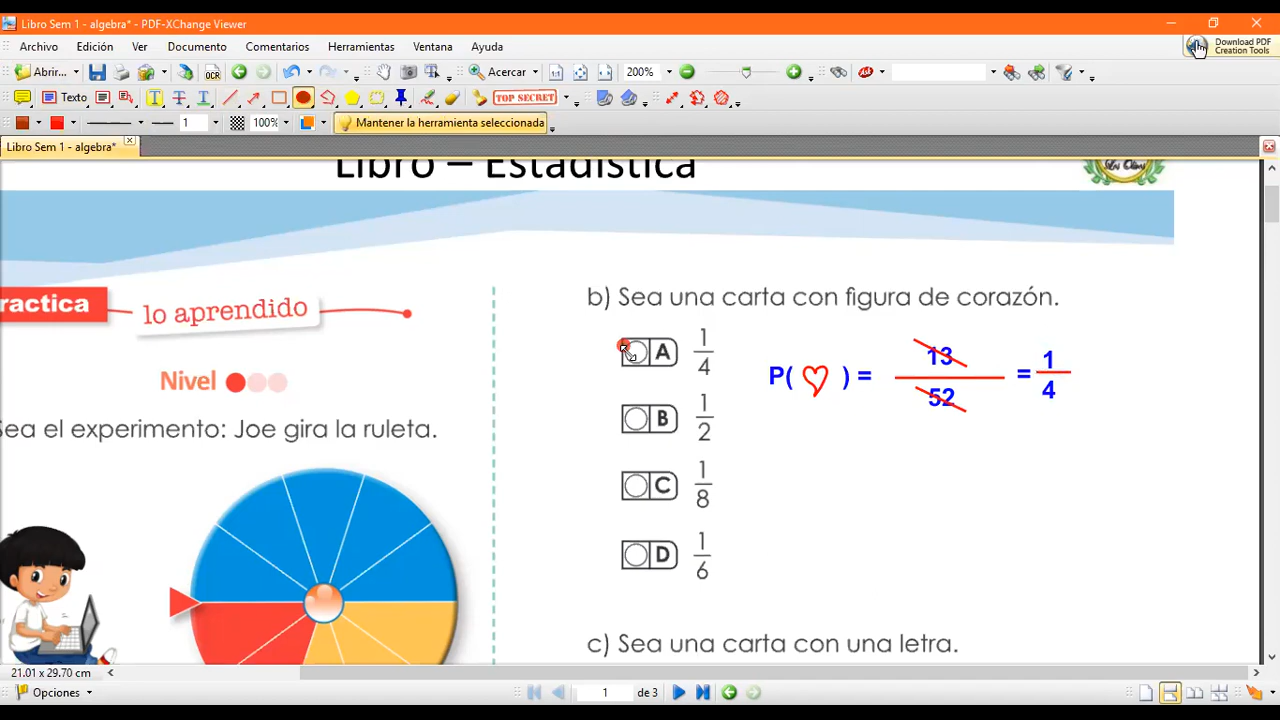 Libro Sem 1 - algebra* - PDF-XChange Viewer
Archivo Edición Ver Documento Comentarios Herramientas Ventana Ayuda
Download PDF
Creation Tools
Abrir... OCR Acercar 200%
Texto TOP SECRET
1 100% Mantener la herramienta seleccionada
Libro Sem 1 - algebra*
Libro – Estadística
ractica lo aprendido
Nivel
Sea el experimento: Joe gira la ruleta.
b) Sea una carta con figura de corazón.
A 1/4
P( ♡ ) = 13/52 = 1/4
B 1/2
C 1/8
D 1/6
c) Sea una carta con una letra.
21.01 x 29.70 cm
Opciones 1 de 3